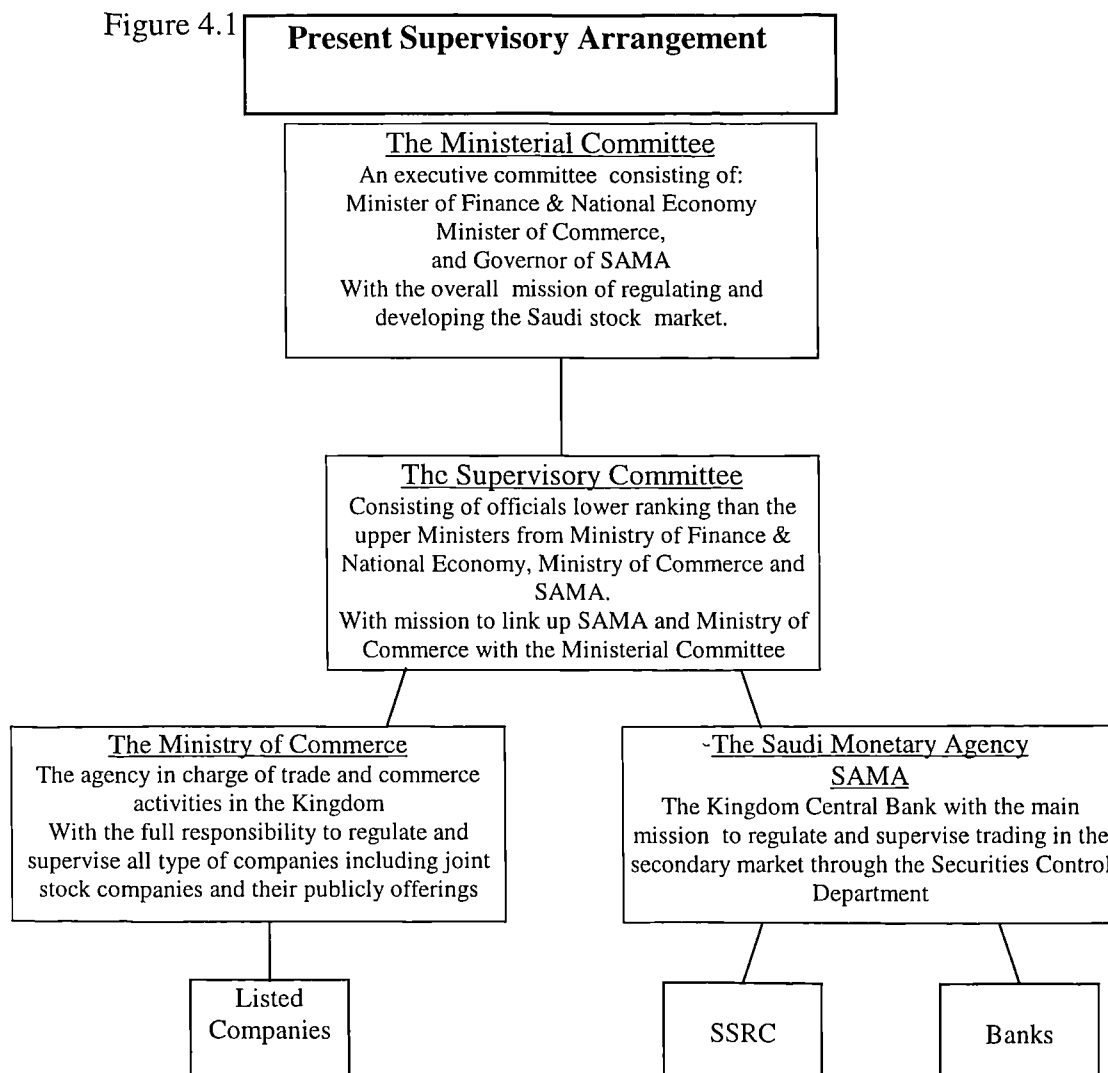 Figure 4.1
Present Supervisory Arrangement
The Ministerial Committee
An executive committee consisting of:
Minister of Finance & National Economy
Minister of Commerce,
and Governor of SAMA
With the overall mission of regulating and
developing the Saudi stock market.
The Supervisory Committee
Consisting of officials lower ranking than the
upper Ministers from Ministry of Finance &
National Economy, Ministry of Commerce and
SAMA.
With mission to link up SAMA and Ministry of
Commerce with the Ministerial Committee
The Ministry of Commerce
The agency in charge of trade and commerce
activities in the Kingdom
With the full responsibility to regulate and
supervise all type of companies including joint
stock companies and their publicly offerings
The Saudi Monetary Agency
SAMA
The Kingdom Central Bank with the main
mission to regulate and supervise trading in the
secondary market through the Securities Control
Department
Listed
Companies
SSRC
Banks